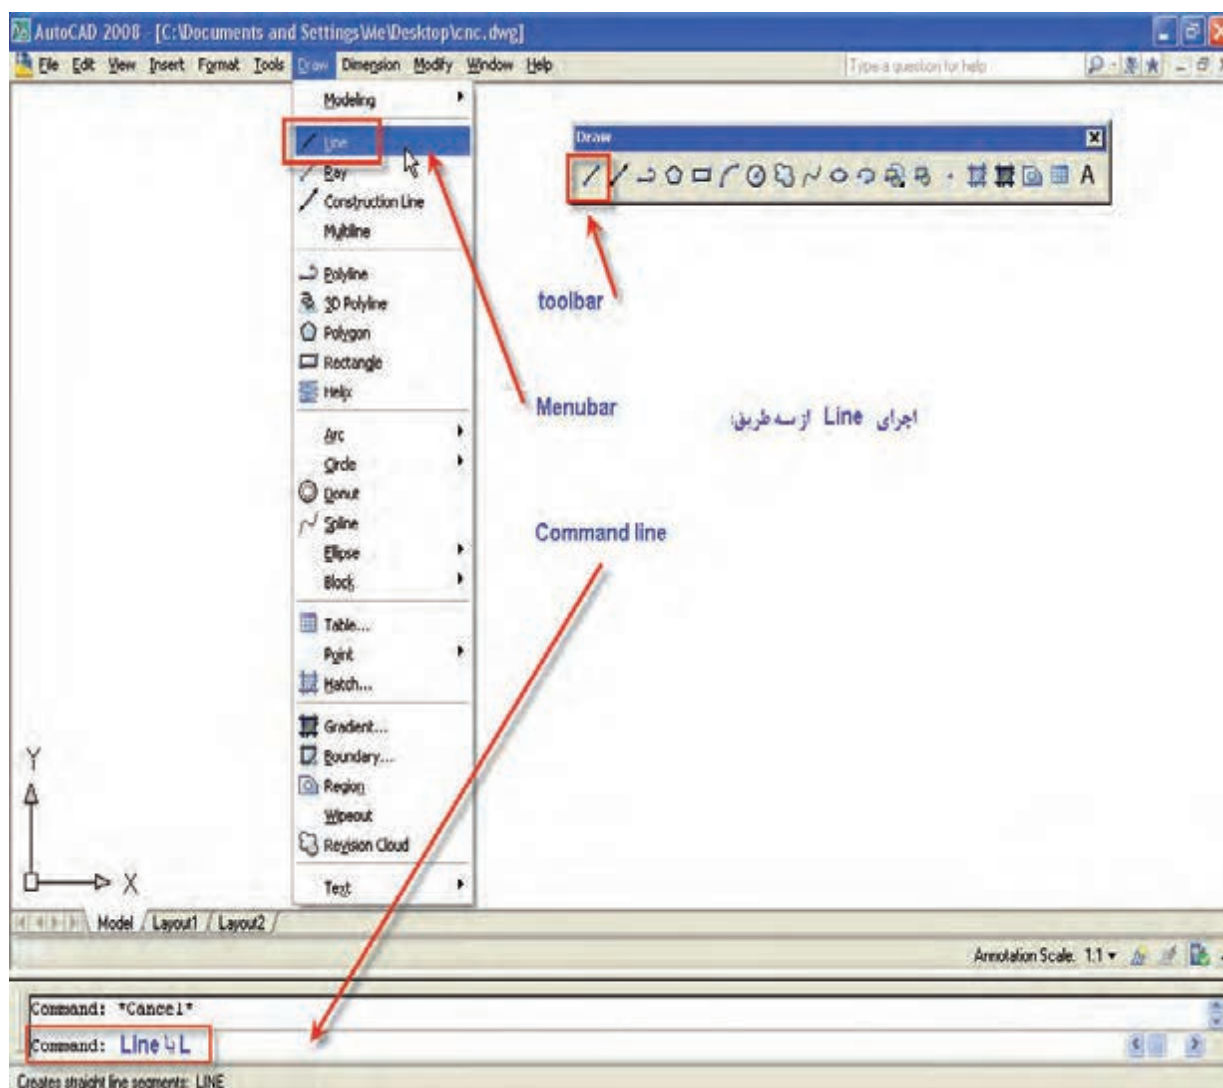 AutoCAD 2008 - [C:\Documents and Settings\Me\Desktop\cnc.dwg]
File Edit View Insert Format Tools Draw Dimension Modify Window Help
Type a question for help
Modeling
Line
Ray
Construction Line
Multiline
Polyline
3D Polyline
Polygon
Rectangle
Helix
Arc
Circle
Donut
Spline
Ellipse
Block
Table...
Point
Hatch...
Gradient...
Boundary...
Region
Wipeout
Revision Cloud
Text
Draw
A
toolbar
Menubar
اجرای Line از سه طریق:
Command line
Y
X
Model / Layout1 / Layout2 /
Annotation Scale: 1:1
Command: *Cancel*
Command: Line یا L
Creates straight line segments: LINE